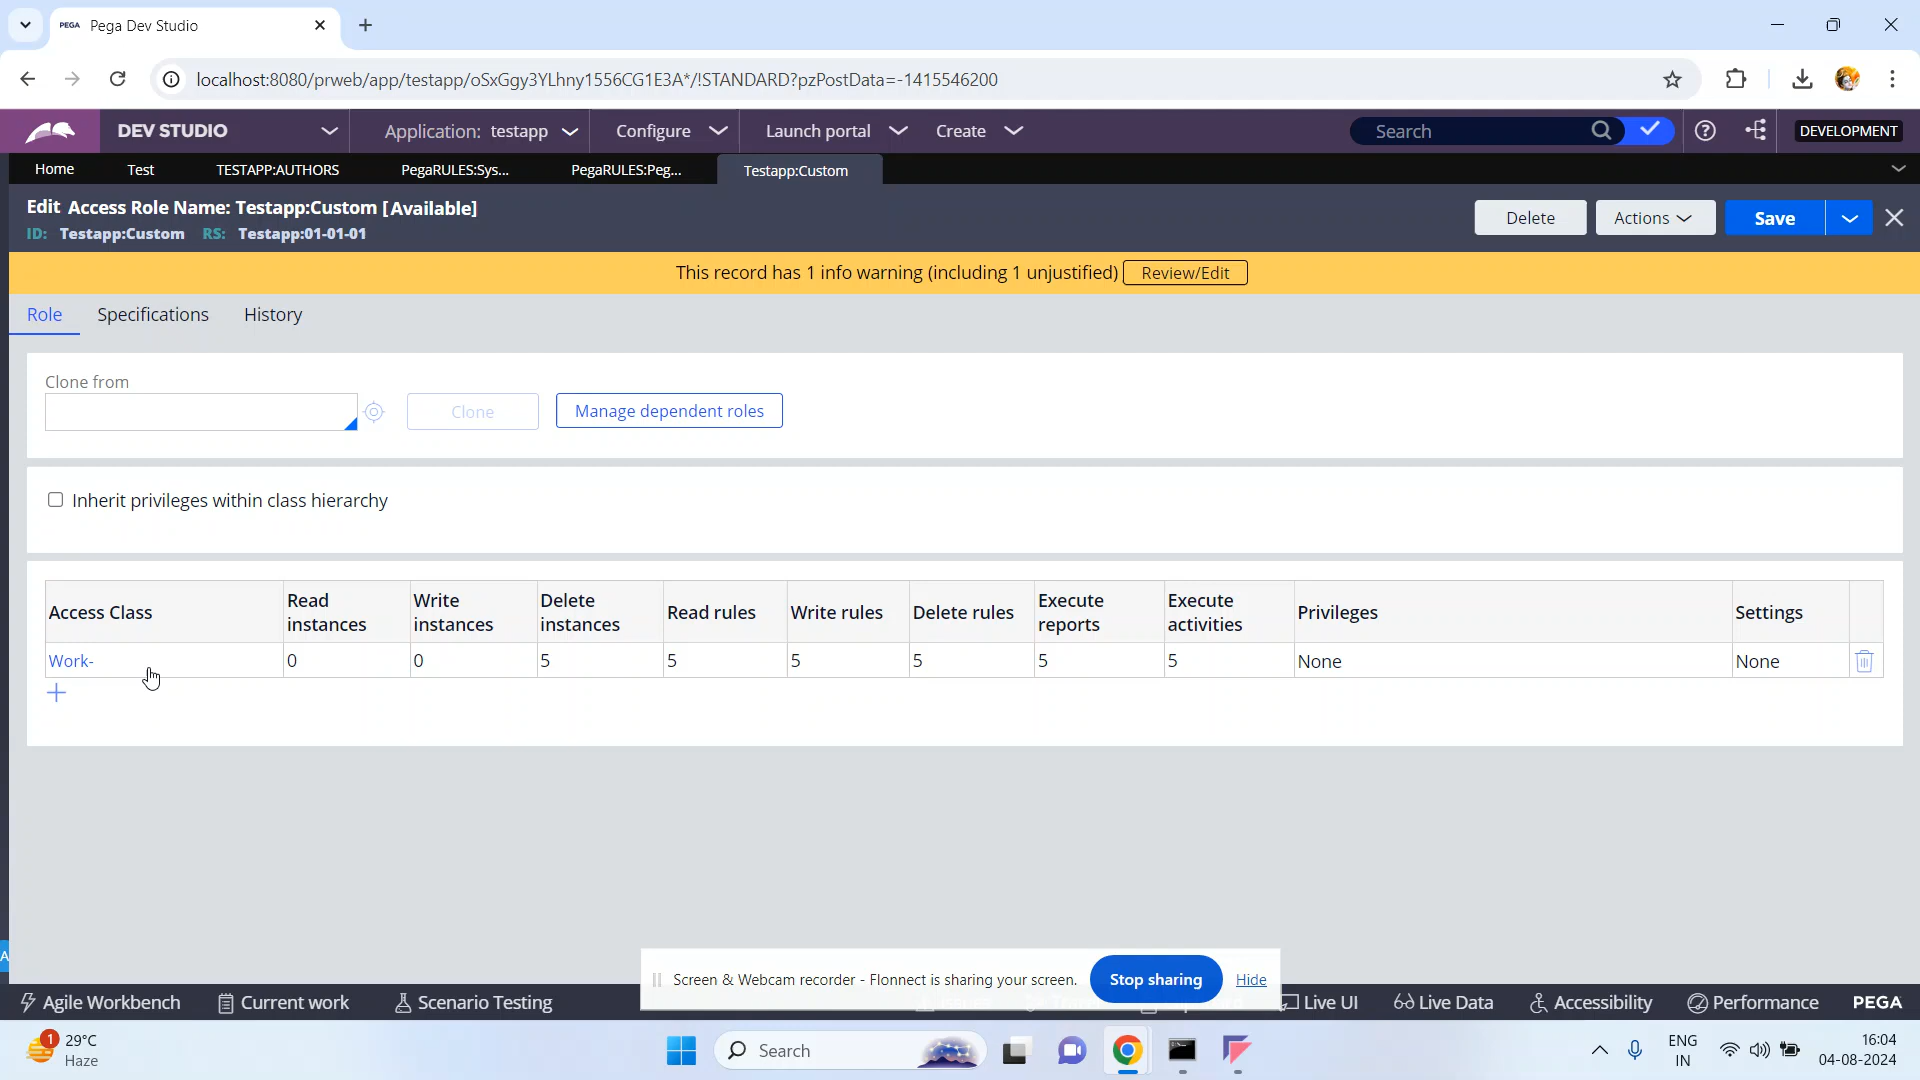 PEGA Pega Dev Studio
localhost:8080/prweb/app/testapp/oSxGgy3YLhny1556CG1E3A*/!STANDARD?pzPostData=-1415546200
DEV STUDIO Application: testapp Configure Launch portal Create Search DEVELOPMENT
Home Test TESTAPP:AUTHORS PegaRULES:Sys... PegaRULES:Peg... Testapp:Custom
Edit Access Role Name: Testapp:Custom [Available]
ID: Testapp:Custom RS: Testapp:01-01-01
Delete Actions Save
This record has 1 info warning (including 1 unjustified) Review/Edit
Role Specifications History
Clone from
Clone Manage dependent roles
Inherit privileges within class hierarchy
Access Class Read instances Write instances Delete instances Read rules Write rules Delete rules Execute reports Execute activities Privileges Settings
Work- 0 0 5 5 5 5 5 5 None None
A
Screen & Webcam recorder - Flonnect is sharing your screen. Stop sharing Hide
Agile Workbench Current work Scenario Testing Live UI Live Data Accessibility Performance PEGA
1 29°C
Haze
Search
ENG
IN
16:04
04-08-2024